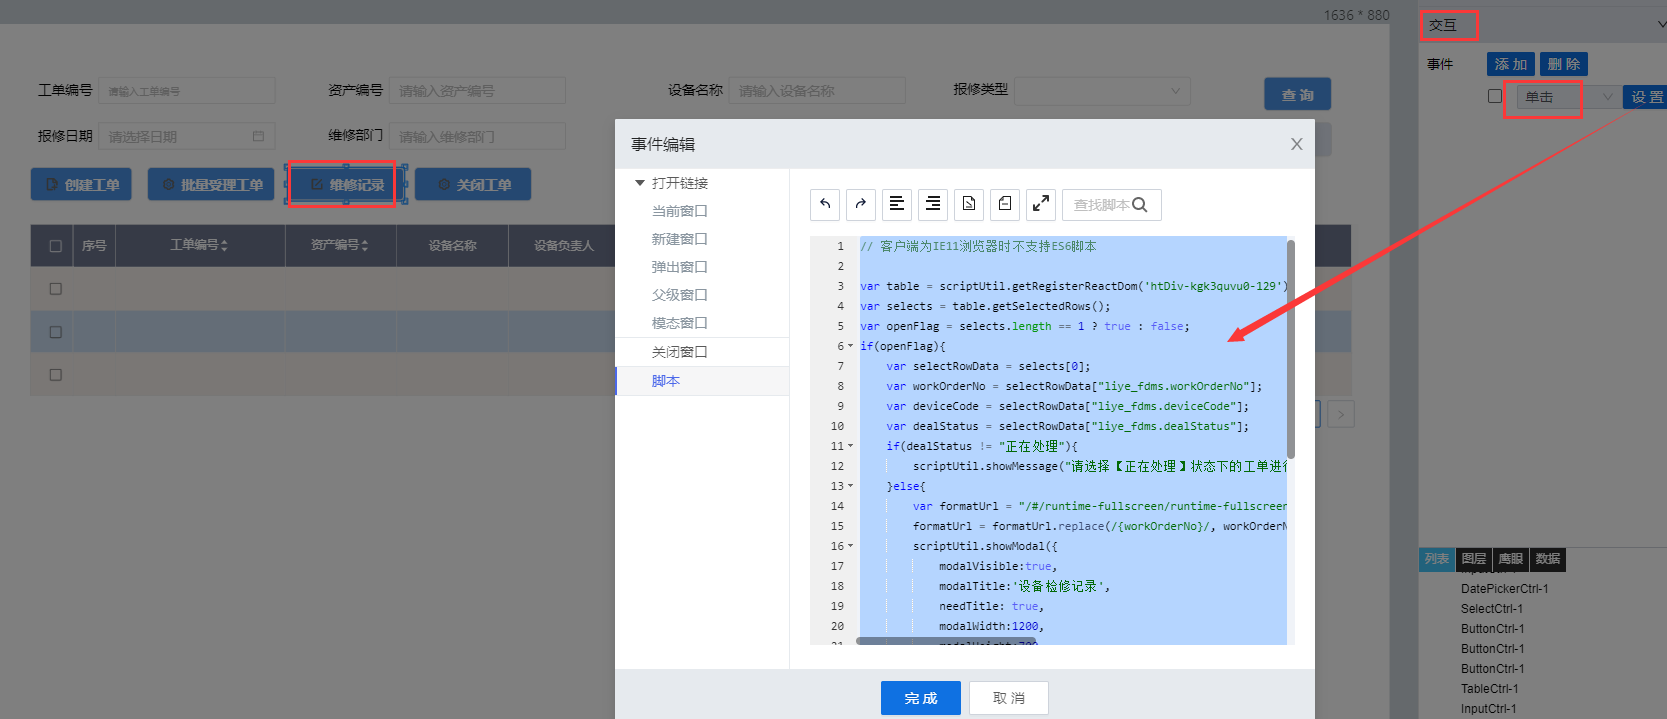 1636 * 880
交互
事件 添 加 删 除
单击 设 置
工单编号 请输入工单编号 资产编号 请输入资产编号 设备名称 请输入设备名称 报修类型 查 询
报修日期 请选择日期 维修部门 请输入维修部门
创建工单 批量受理工单 维修记录 关闭工单
序号 工单编号 资产编号 设备名称 设备负责人
事件编辑
打开链接
当前窗口
新建窗口
弹出窗口
父级窗口
模态窗口
关闭窗口
脚本
查找脚本
1 // 客户端为IE11浏览器时不支持ES6脚本
2
3 var table = scriptUtil.getRegisterReactDom('htDiv-kgk3quvu0-129')
4 var selects = table.getSelectedRows();
5 var openFlag = selects.length == 1 ? true : false;
6 if(openFlag){
7 var selectRowData = selects[0];
8 var workOrderNo = selectRowData["liye_fdms.workOrderNo"];
9 var deviceCode = selectRowData["liye_fdms.deviceCode"];
10 var dealStatus = selectRowData["liye_fdms.dealStatus"];
11 if(dealStatus != "正在处理"){
12 scriptUtil.showMessage("请选择【正在处理】状态下的工单进行
13 }else{
14 var formatUrl = "/#/runtime-fullscreen/runtime-fullscreen
15 formatUrl = formatUrl.replace(/{workOrderNo}/, workOrderN
16 scriptUtil.showModal({
17 modalVisible:true,
18 modalTitle:'设备检修记录',
19 needTitle: true,
20 modalWidth:1200,
完 成 取 消
列表 图层 鹰眼 数据
DatePickerCtrl-1
SelectCtrl-1
ButtonCtrl-1
ButtonCtrl-1
ButtonCtrl-1
TableCtrl-1
InputCtrl-1